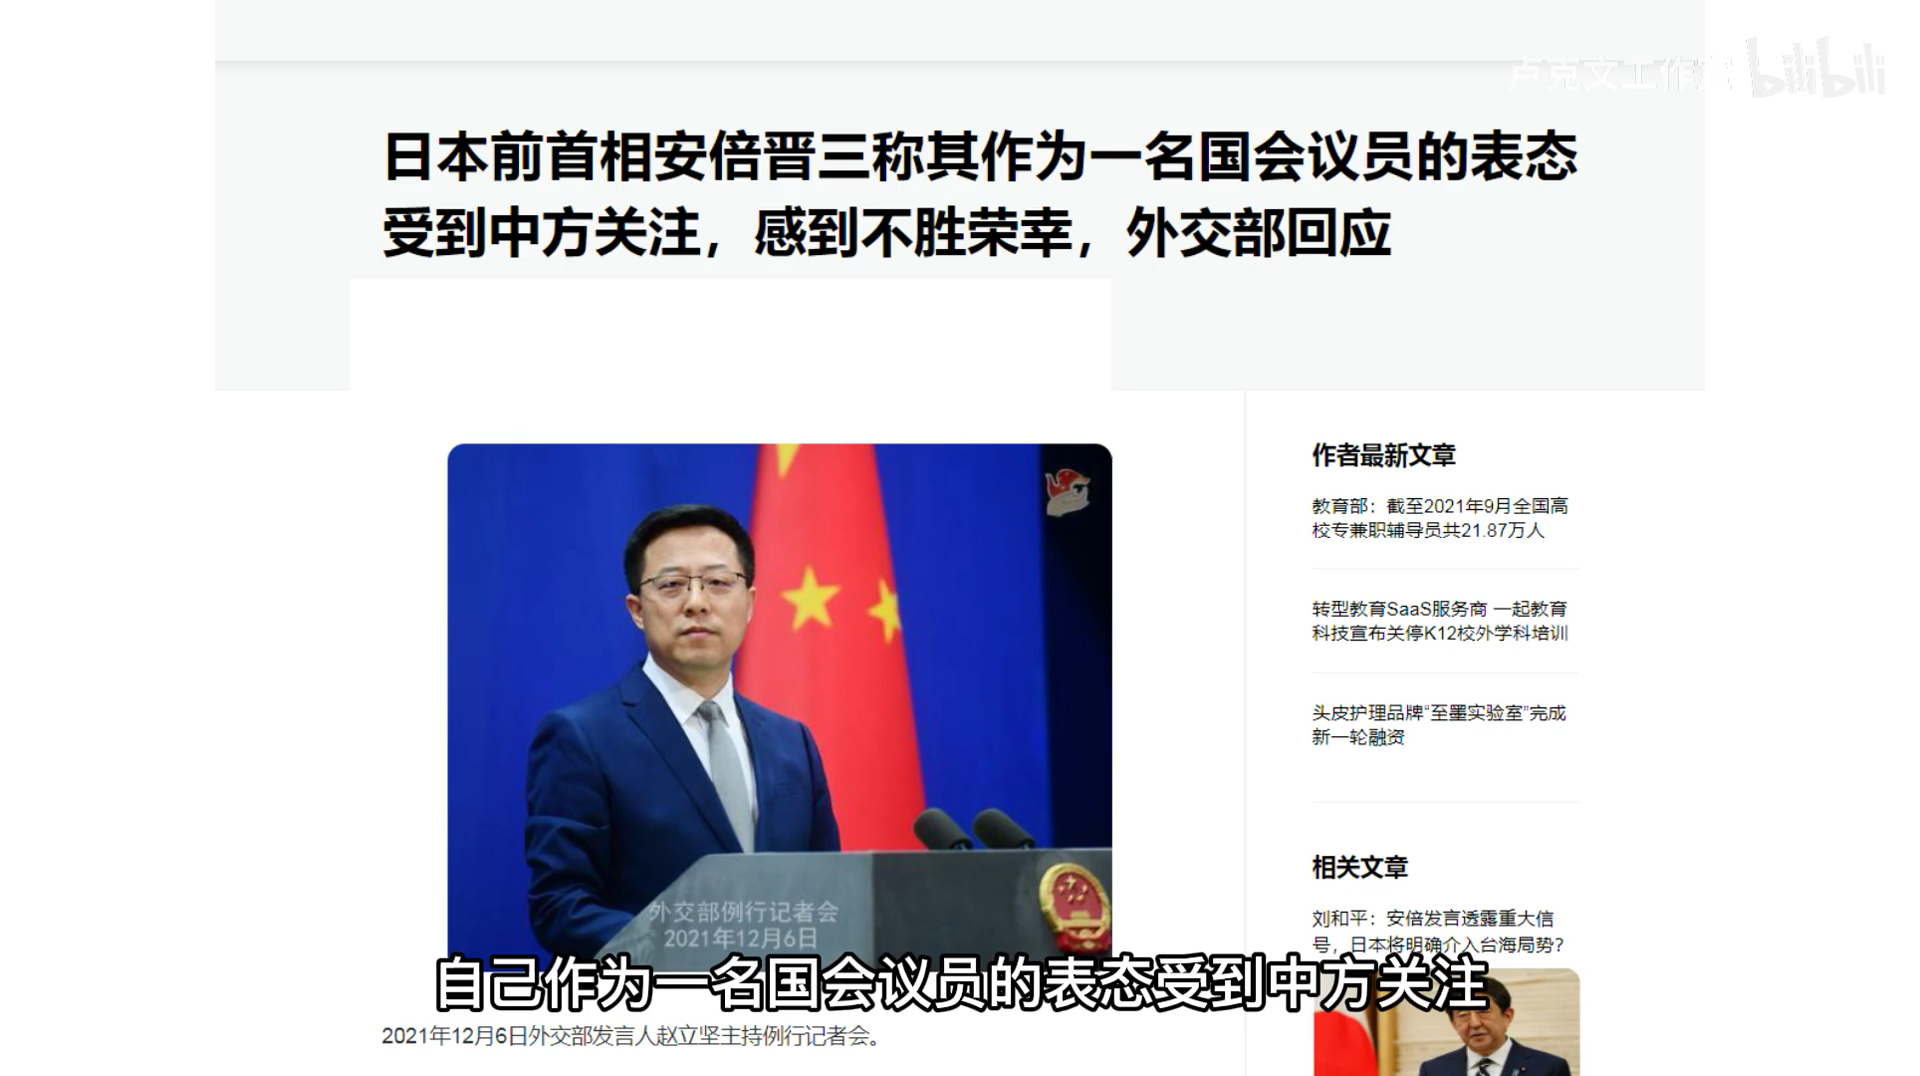 卢克文工作室 bilibili
日本前首相安倍晋三称其作为一名国会议员的表态
受到中方关注，感到不胜荣幸，外交部回应
作者最新文章
教育部：截至2021年9月全国高
校专兼职辅导员共21.87万人
转型教育SaaS服务商 一起教育
科技宣布关停K12校外学科培训
头皮护理品牌“至墨实验室”完成
新一轮融资
相关文章
刘和平：安倍发言透露重大信
号，日本将明确介入台海局势？
外交部例行记者会
2021年12月6日
自己作为一名国会议员的表态受到中方关注
2021年12月6日外交部发言人赵立坚主持例行记者会。